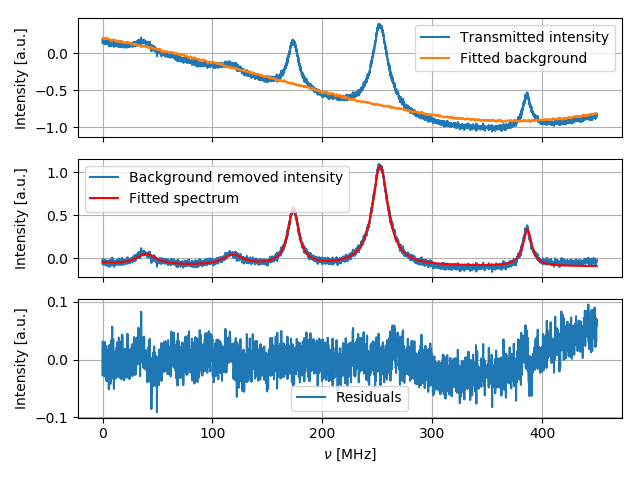 Intensity [a.u.]
0.0
−0.5
−1.0
Transmitted intensity
Fitted background
Intensity [a.u.]
1.0
0.5
0.0
Background removed intensity
Fitted spectrum
Intensity [a.u.]
0.1
0.0
−0.1
Residuals
0
100
200
300
400
ν [MHz]